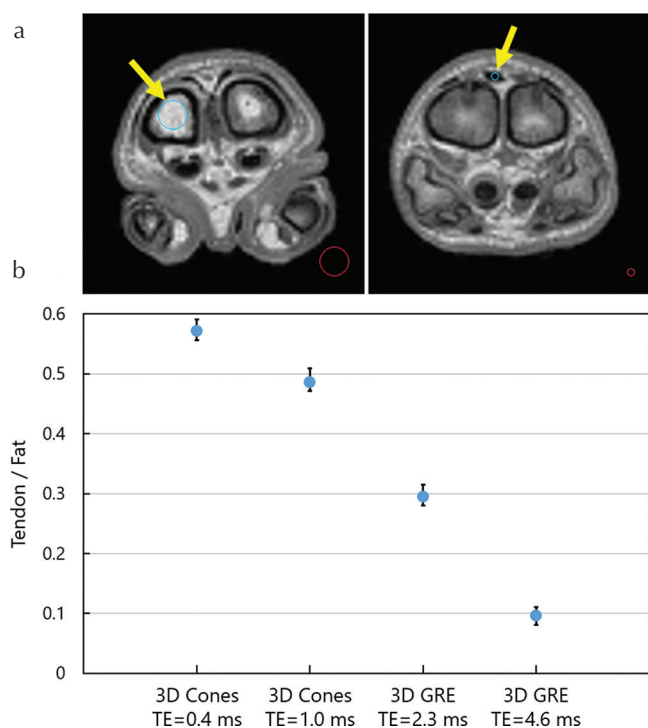 a
b
Tendon / Fat
0.6
0.5
0.4
0.3
0.2
0.1
0
3D Cones
TE=0.4 ms
3D Cones
TE=1.0 ms
3D GRE
TE=2.3 ms
3D GRE
TE=4.6 ms